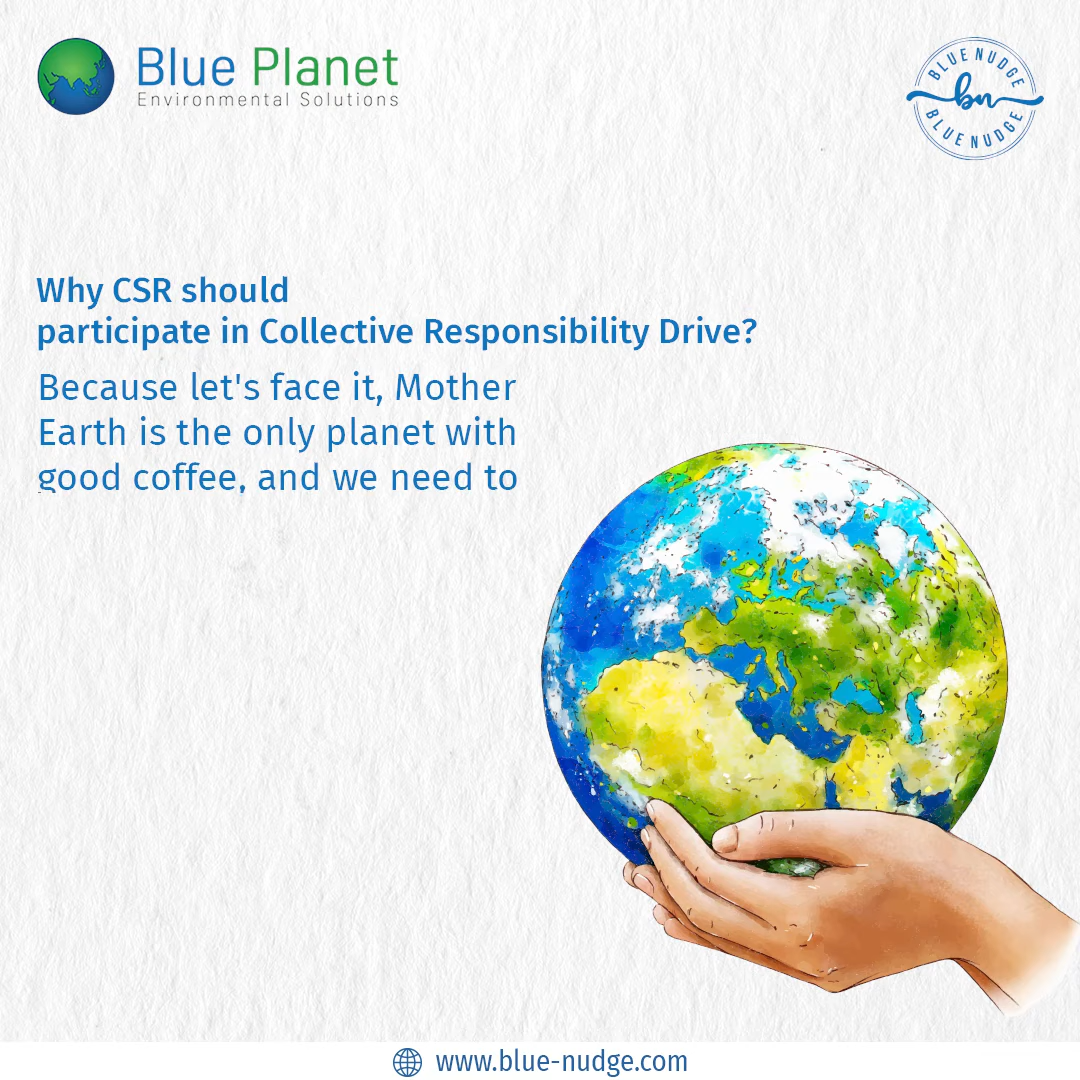 Blue Planet
Environmental Solutions
BLUE NUDGE
bn
BLUE NUDGE
Why CSR should
participate in Collective Responsibility Drive?
Because let's face it, Mother
Earth is the only planet with
good coffee, and we need to
www.blue-nudge.com